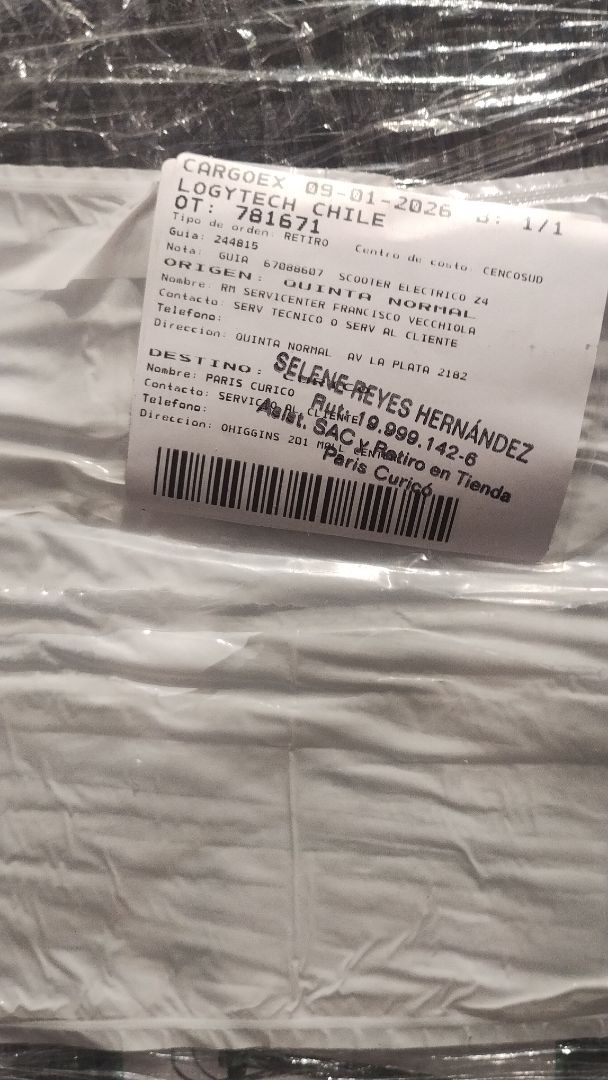 CARGOEX 09-01-2026 B: 1/1
LOGYTECH CHILE
OT: 781671
Tipo de orden: RETIRO Centro de costo: CENCOSUD
Guia: 244815
Nota: GUIA 67088607 SCOOTER ELECTRICO 24
ORIGEN: QUINTA NORMAL
Nombre: RM SERVICENTER FRANCISCO VECCHIOLA
Contacto: SERV TECNICO O SERV AL CLIENTE
Telefono:
Direccion: QUINTA NORMAL AV LA PLATA 2182
DESTINO: CURICO
Nombre: PARIS CURICO
Contacto: SERVICIO AL CLIENTE
Telefono:
Direccion: OHIGGINS 201 MALL
SELENE REYES HERNÁNDEZ
Rut: 19.999.142-6
Asist. SAC y Retiro en Tienda
Paris Curicó